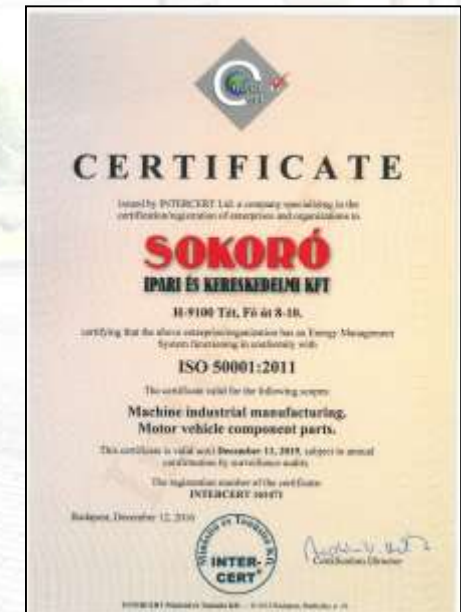 CERTIFICATE
Issued by INTERCERT Ltd. a company specializing in the
certification/registration of enterprises and organizations to
SOKORÓ
IPARI ÉS KERESKEDELMI KFT
H-9100 Tét, Fő út 8-10.
certifying that the above enterprise/organization has an Energy Management
System functioning in conformity with
ISO 50001:2011
The certificate valid for the following scopes:
Machine industrial manufacturing.
Motor vehicle component parts.
This certificate is valid until December 11, 2019, subject to annual
confirmation by surveillance audits.
The registration number of the certificate:
INTERCERT
Budapest, December 12, 2016
INTER-
CERT
Certification Director